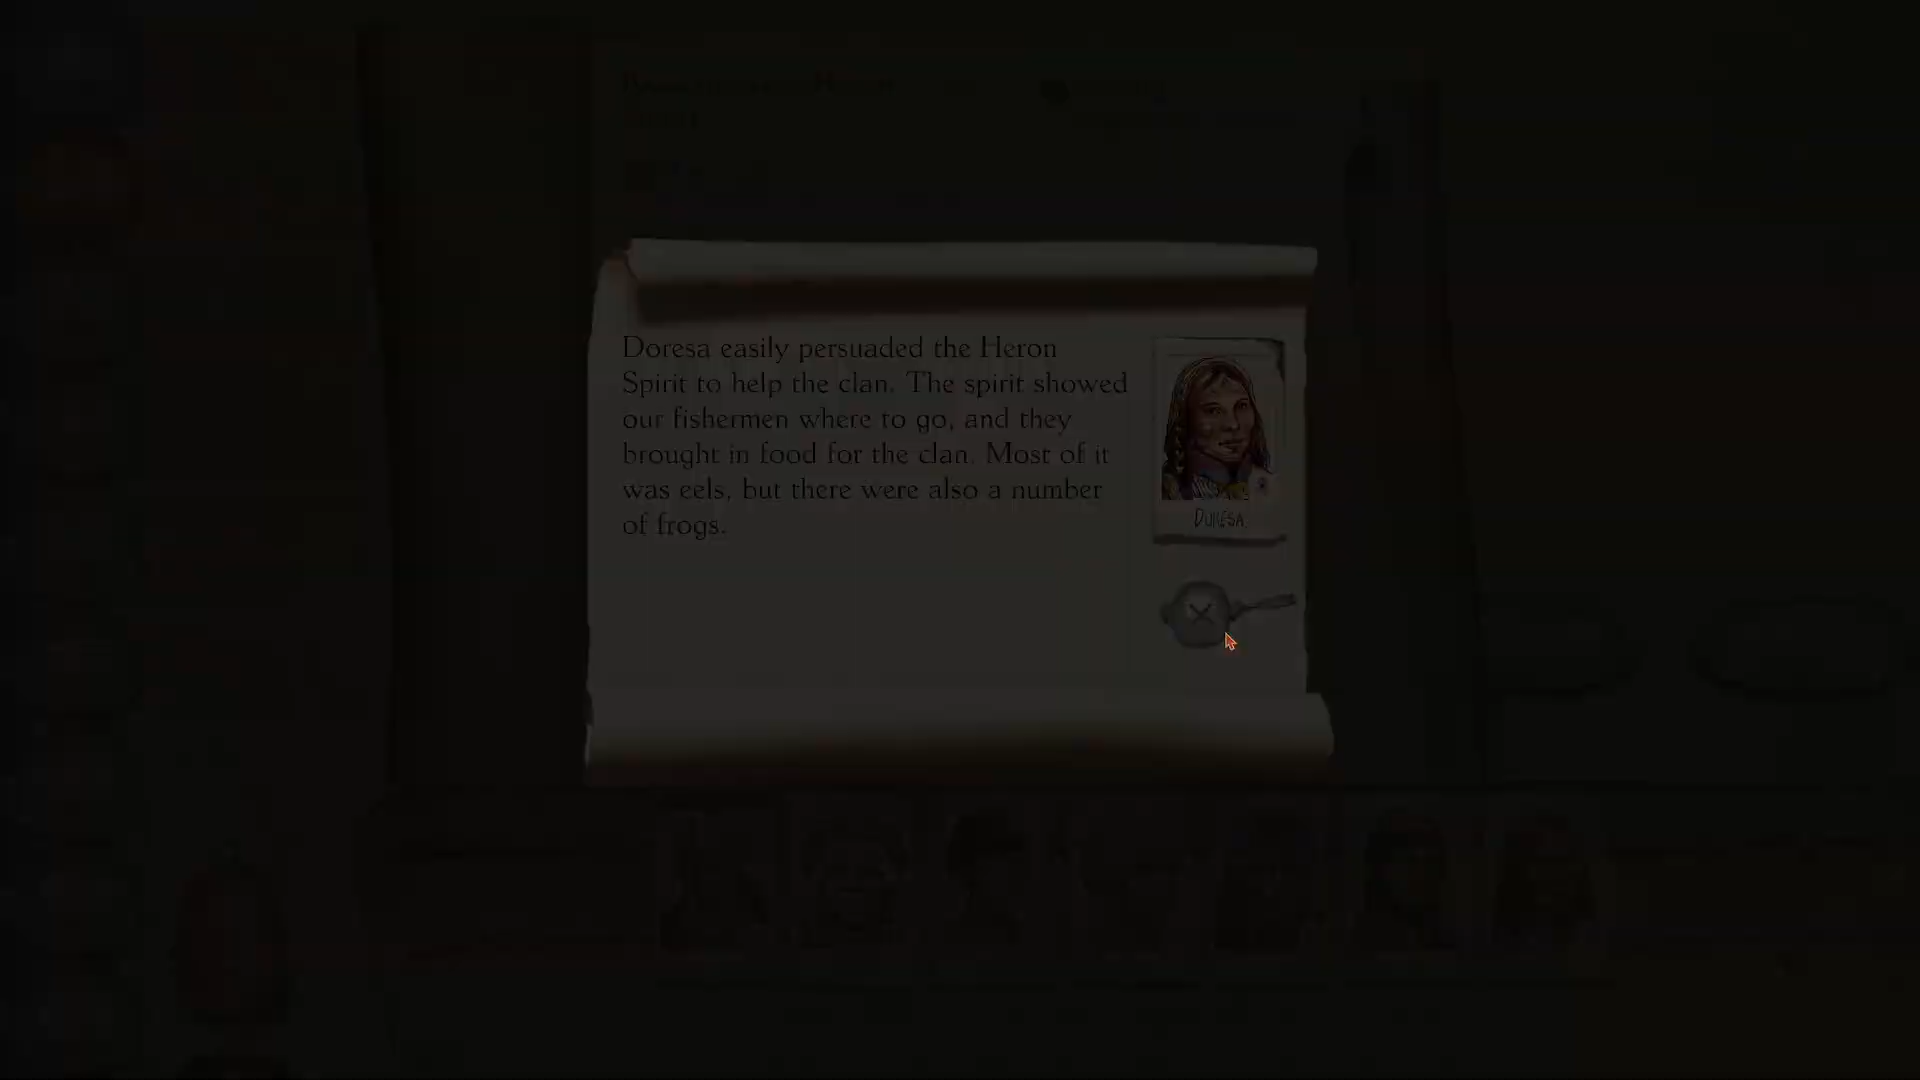 Doresa easily persuaded the Heron
Spirit to help the clan. The spirit showed
our fishermen where to go, and they
brought in food for the clan. Most of it
was eels, but there were also a number
of frogs.
DORESA